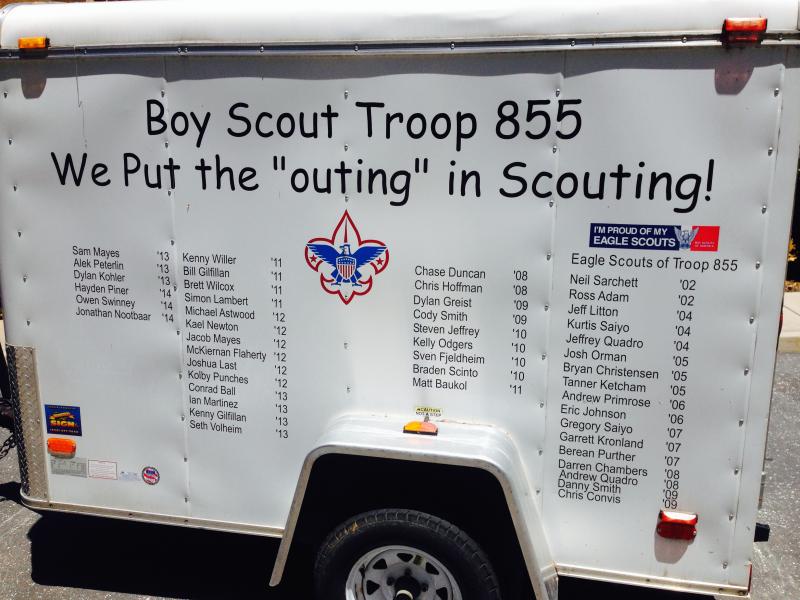 Boy Scout Troop 855
We Put the "outing" in Scouting!
Sam Mayes '13
Alek Peterlin '13
Dylan Kohler '13
Hayden Piner '14
Owen Swinney '14
Jonathan Nootbaar '14
Kenny Willer '11
Bill Gilfillan '11
Brett Wilcox '11
Simon Lambert '11
Michael Astwood '12
Kael Newton '12
Jacob Mayes '12
McKiernan Flaherty '12
Joshua Last '12
Kolby Punches '12
Conrad Ball '13
Ian Martinez '13
Kenny Gilfillan '13
Seth Volheim '13
Chase Duncan '08
Chris Hoffman '08
Dylan Greist '09
Cody Smith '09
Steven Jeffrey '10
Kelly Odgers '10
Sven Fjeldheim '10
Braden Scinto '10
Matt Baukol '11
I'M PROUD OF MY
EAGLE SCOUTS
BOY SCOUTS
OF AMERICA
Eagle Scouts of Troop 855
Neil Sarchett '02
Ross Adam '02
Jeff Litton '04
Kurtis Saiyo '04
Jeffrey Quadro '04
Josh Orman '05
Bryan Christensen '05
Tanner Ketcham '05
Andrew Primrose '06
Eric Johnson '06
Gregory Saiyo '07
Garrett Kronland '07
Berean Purther '07
Darren Chambers '08
Andrew Quadro '08
Danny Smith '09
Chris Convis '09
CAUTION
NOT A STEP
SIGN